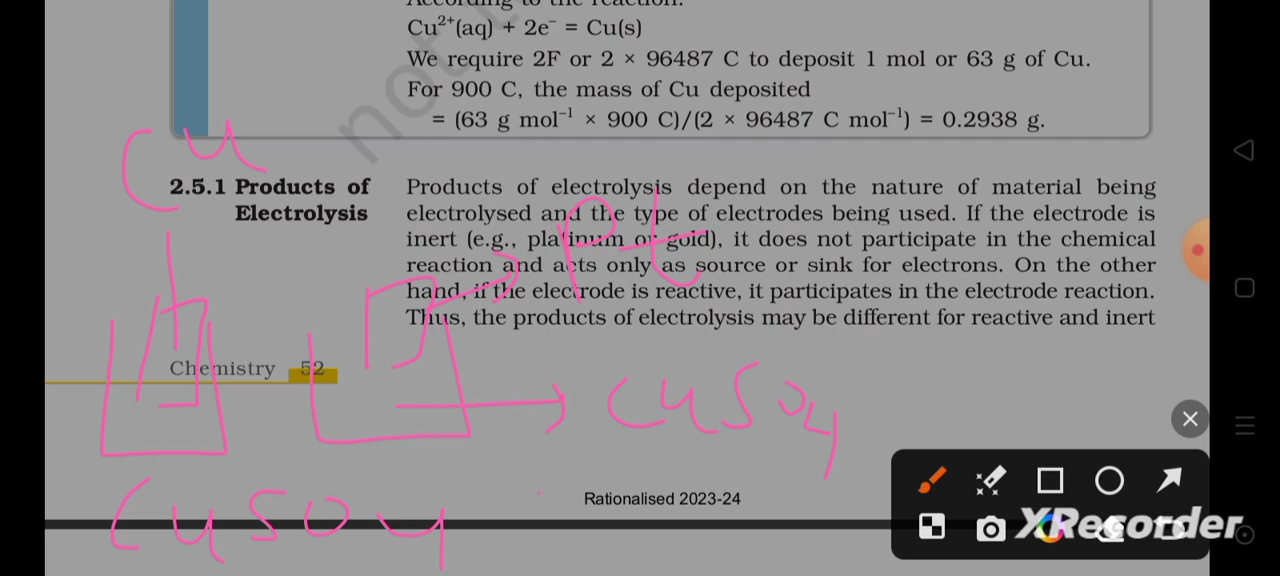 According to the reaction:
Cu²⁺(aq) + 2e⁻ = Cu(s)
We require 2F or 2 × 96487 C to deposit 1 mol or 63 g of Cu.
For 900 C, the mass of Cu deposited
= (63 g mol⁻¹ × 900 C)/(2 × 96487 C mol⁻¹) = 0.2938 g.
not
Cu
2.5.1 Products of
Electrolysis
Products of electrolysis depend on the nature of material being
electrolysed and the type of electrodes being used. If the electrode is
inert (e.g., platinum or gold), it does not participate in the chemical
reaction and acts only as source or sink for electrons. On the other
hand, if the electrode is reactive, it participates in the electrode reaction.
Thus, the products of electrolysis may be different for reactive and inert
Pt
Chemistry 52
CuSO4
CuSO4
Rationalised 2023-24
XRecorder